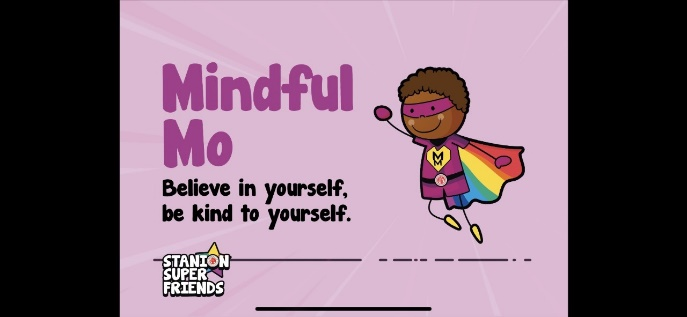 Mindful
Mo
Believe in yourself,
be kind to yourself.
M
M
STANION
SUPER
FRIENDS